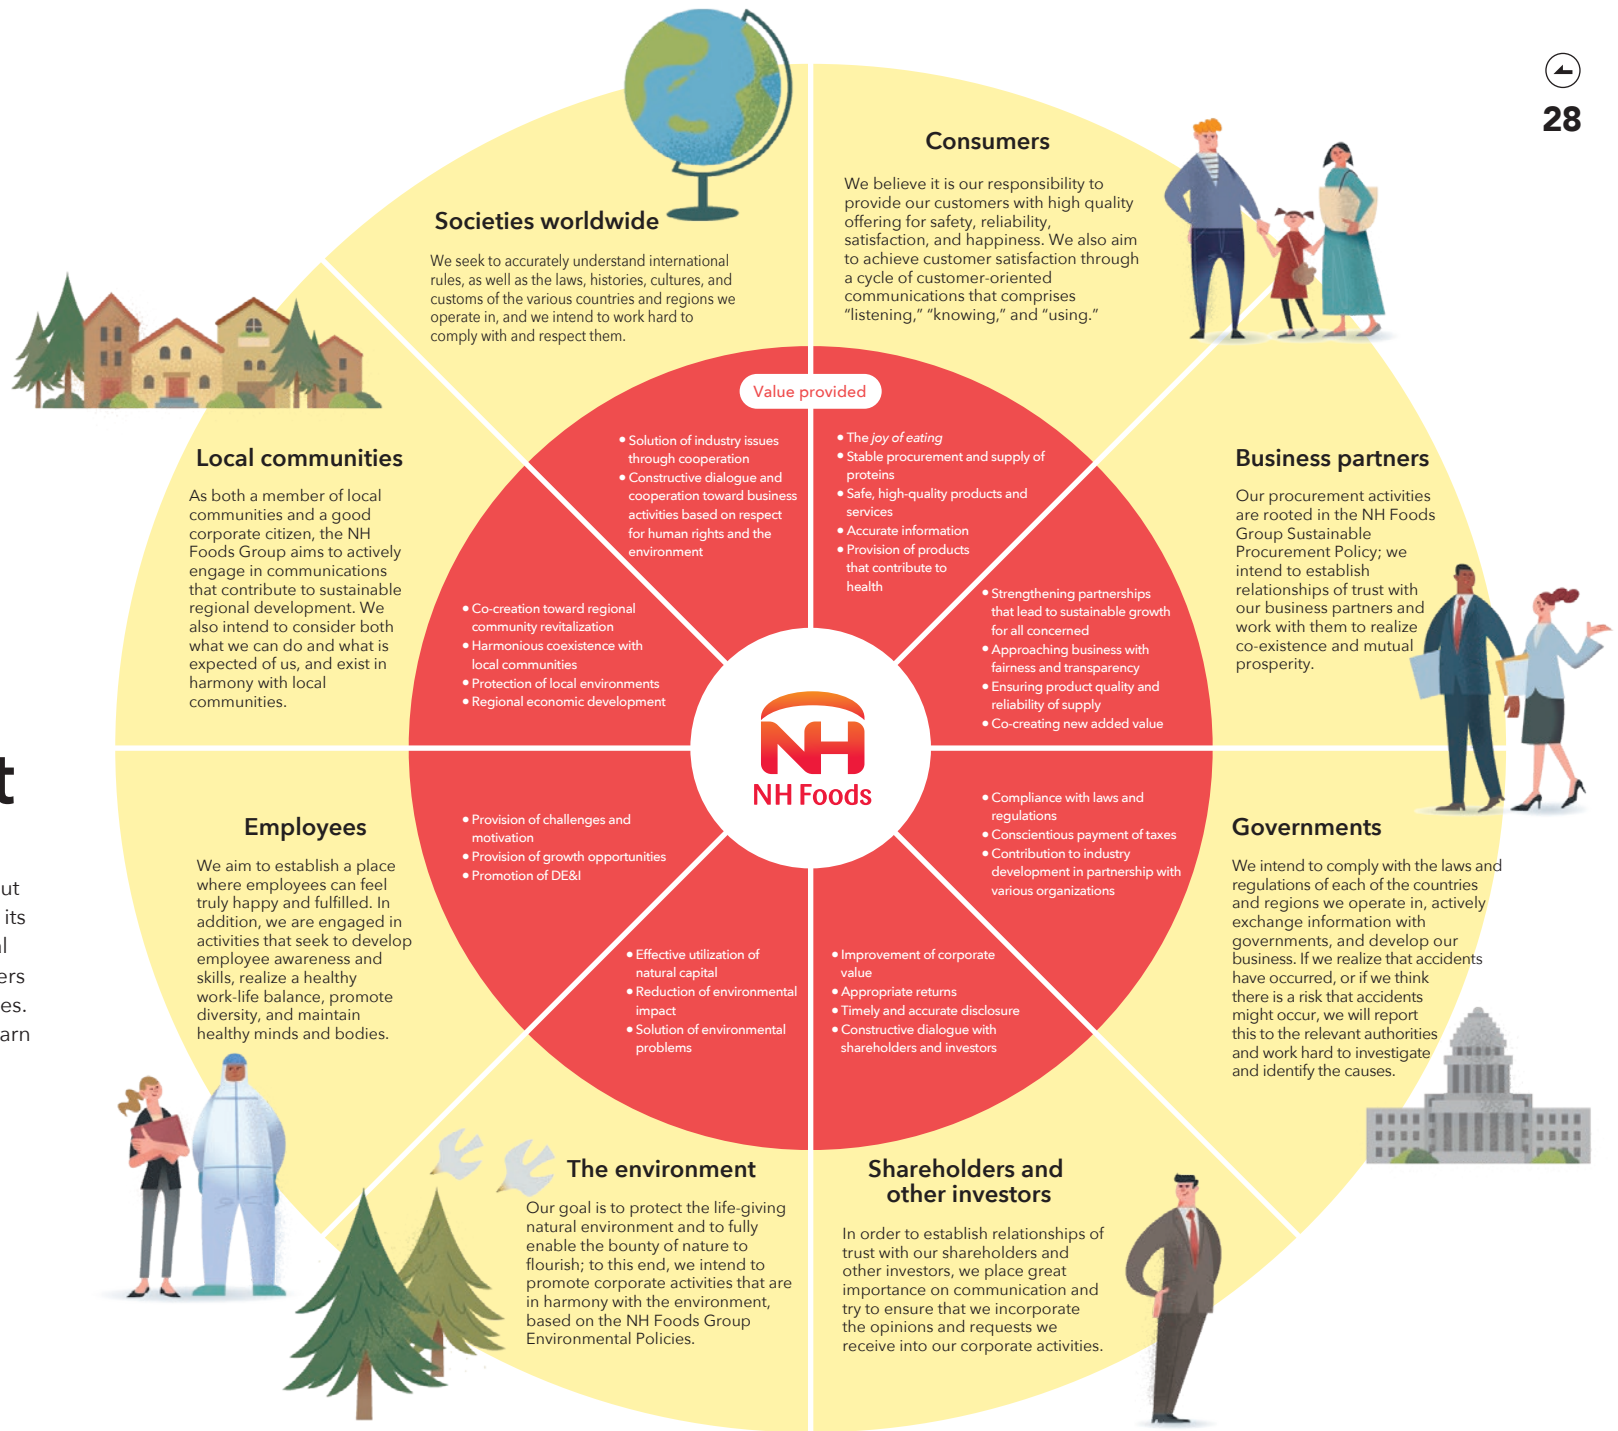 28
Societies worldwide
We seek to accurately understand international
rules, as well as the laws, histories, cultures, and
customs of the various countries and regions we
operate in, and we intend to work hard to
comply with and respect them.
Consumers
We believe it is our responsibility to
provide our customers with high quality
offering for safety, reliability,
satisfaction, and happiness. We also aim
to achieve customer satisfaction through
a cycle of customer-oriented
communications that comprises
“listening,” “knowing,” and “using.”
Value provided
• Solution of industry issues
through cooperation
• Constructive dialogue and
cooperation toward business
activities based on respect
for human rights and the
environment
• The joy of eating
• Stable procurement and supply of
proteins
• Safe, high-quality products and
services
• Accurate information
• Provision of products
that contribute to
health
Local communities
As both a member of local
communities and a good
corporate citizen, the NH
Foods Group aims to actively
engage in communications
that contribute to sustainable
regional development. We
also intend to consider both
what we can do and what is
expected of us, and exist in
harmony with local
communities.
• Co-creation toward regional
community revitalization
• Harmonious coexistence with
local communities
• Protection of local environments
• Regional economic development
• Strengthening partnerships
that lead to sustainable growth
for all concerned
• Approaching business with
fairness and transparency
• Ensuring product quality and
reliability of supply
• Co-creating new added value
Business partners
Our procurement activities
are rooted in the NH Foods
Group Sustainable
Procurement Policy; we
intend to establish
relationships of trust with
our business partners and
work with them to realize
co-existence and mutual
prosperity.
NH
NH Foods
t
ut
its
al
ers
es.
arn
Employees
We aim to establish a place
where employees can feel
truly happy and fulfilled. In
addition, we are engaged in
activities that seek to develop
employee awareness and
skills, realize a healthy
work-life balance, promote
diversity, and maintain
healthy minds and bodies.
• Provision of challenges and
motivation
• Provision of growth opportunities
• Promotion of DE&I
• Compliance with laws and
regulations
• Conscientious payment of taxes
• Contribution to industry
development in partnership with
various organizations
Governments
We intend to comply with the laws and
regulations of each of the countries
and regions we operate in, actively
exchange information with
governments, and develop our
business. If we realize that accidents
have occurred, or if we think
there is a risk that accidents
might occur, we will report
this to the relevant authorities
and work hard to investigate
and identify the causes.
• Effective utilization of
natural capital
• Reduction of environmental
impact
• Solution of environmental
problems
• Improvement of corporate
value
• Appropriate returns
• Timely and accurate disclosure
• Constructive dialogue with
shareholders and investors
The environment
Our goal is to protect the life-giving
natural environment and to fully
enable the bounty of nature to
flourish; to this end, we intend to
promote corporate activities that are
in harmony with the environment,
based on the NH Foods Group
Environmental Policies.
Shareholders and
other investors
In order to establish relationships of
trust with our shareholders and
other investors, we place great
importance on communication and
try to ensure that we incorporate
the opinions and requests we
receive into our corporate activities.